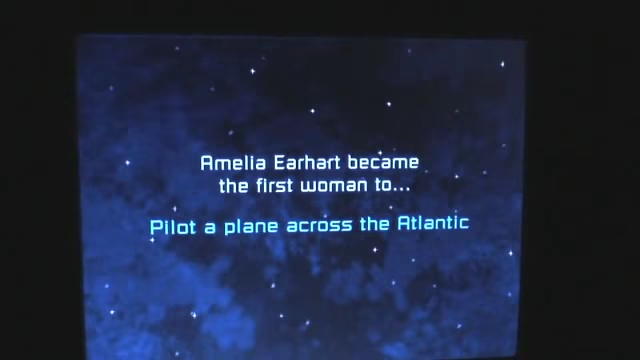 Amelia Earhart became
the first woman to...
Pilot a plane across the Atlantic